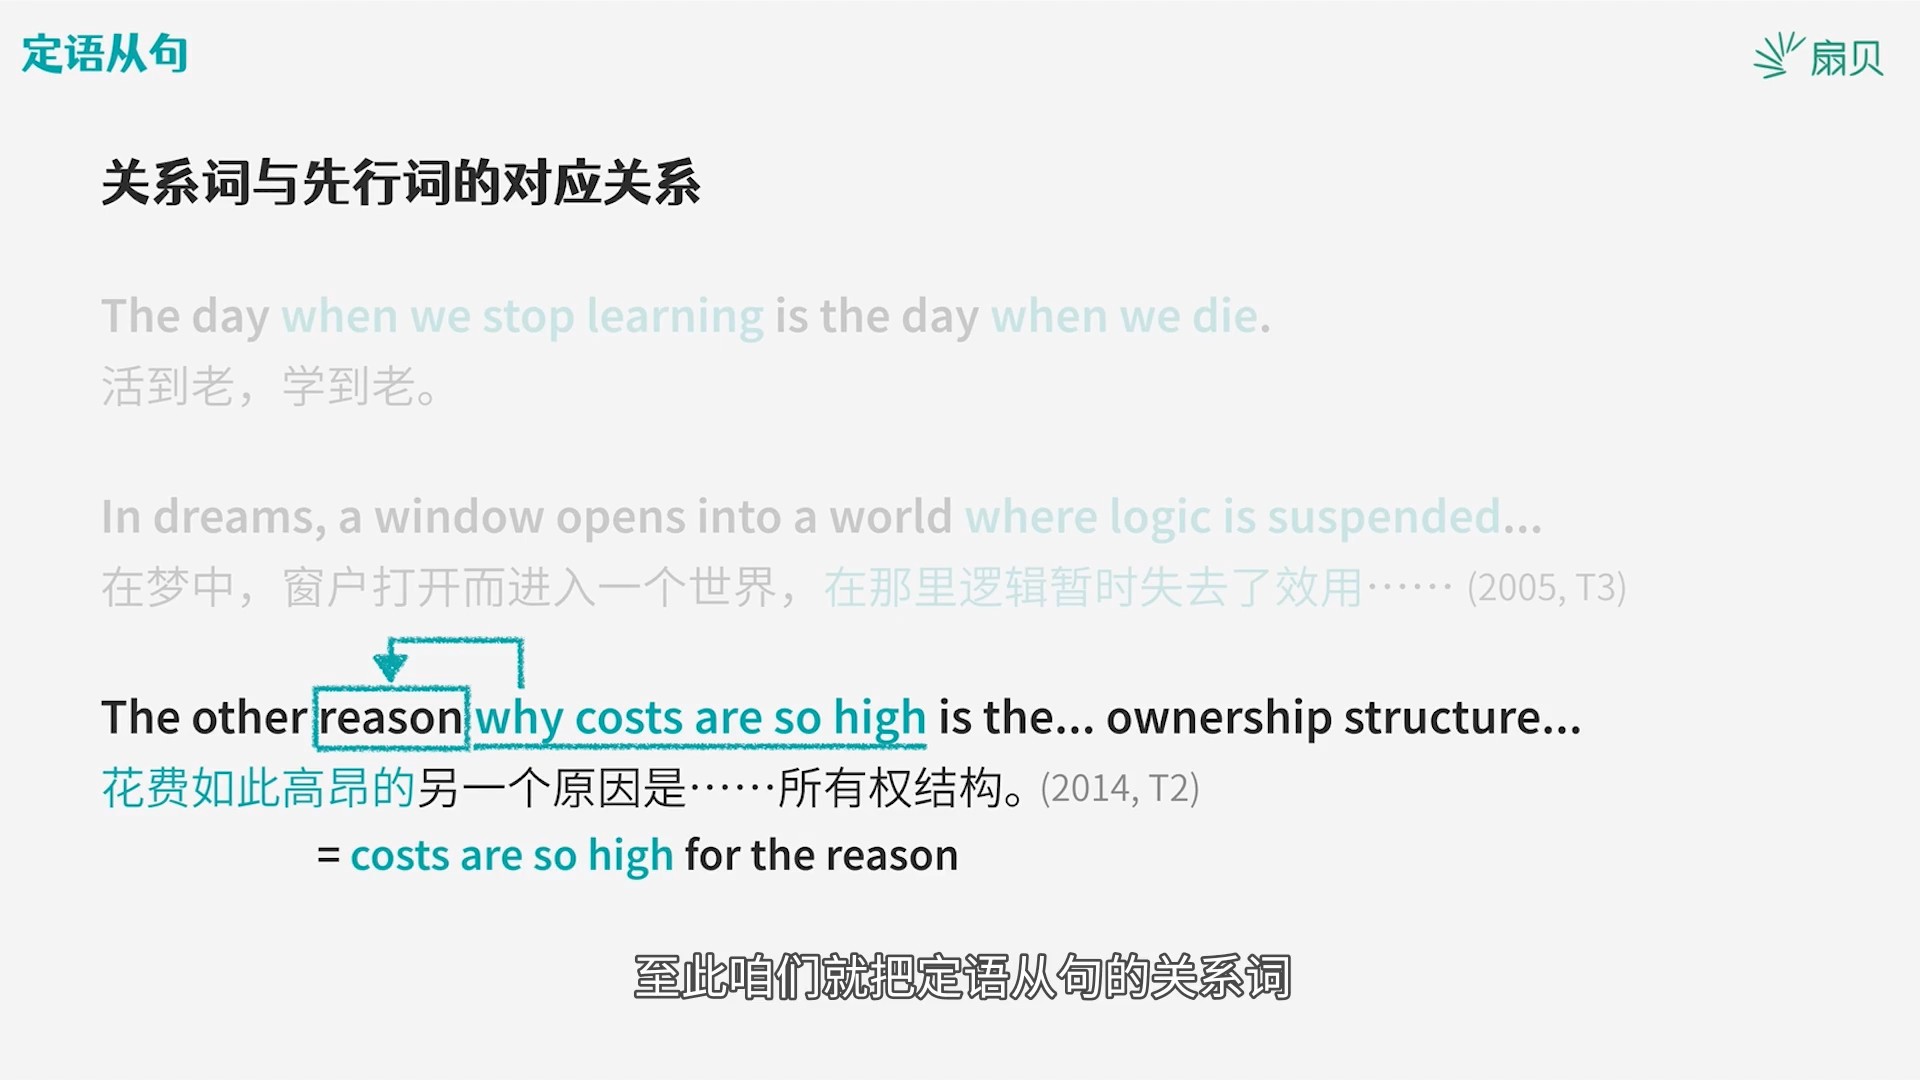 定语从句
扇贝
关系词与先行词的对应关系
The day when we stop learning is the day when we die.
活到老，学到老。
In dreams, a window opens into a world where logic is suspended...
在梦中，窗户打开而进入一个世界，在那里逻辑暂时失去了效用…… (2005, T3)
The other reason why costs are so high is the... ownership structure...
花费如此高昂的另一个原因是……所有权结构。(2014, T2)
= costs are so high for the reason
至此咱们就把定语从句的关系词